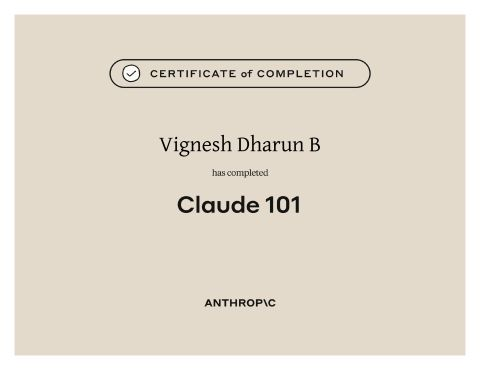 CERTIFICATE of COMPLETION
Vignesh Dharun B
has completed
Claude 101
ANTHROP\C